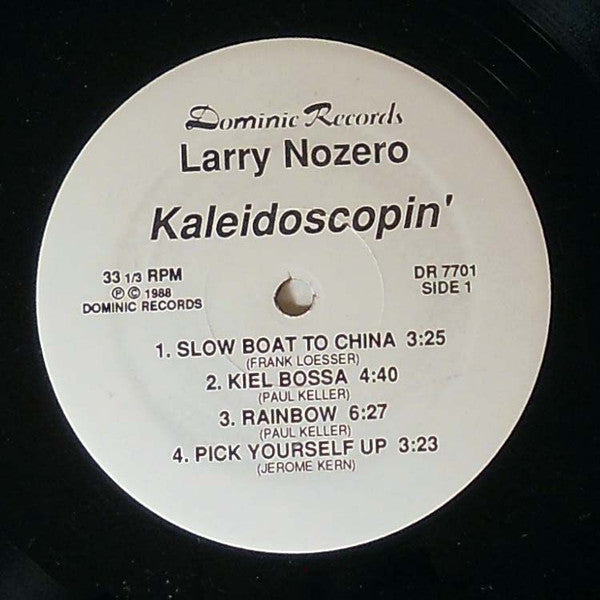 Dominic Records
Larry Nozero
Kaleidoscopin'
33 1/3 RPM
Ⓟ © 1988
DOMINIC RECORDS
DR 7701
SIDE 1
1. SLOW BOAT TO CHINA 3:25
(FRANK LOESSER)
2. KIEL BOSSA 4:40
(PAUL KELLER)
3. RAINBOW 6:27
(PAUL KELLER)
4. PICK YOURSELF UP 3:23
(JEROME KERN)